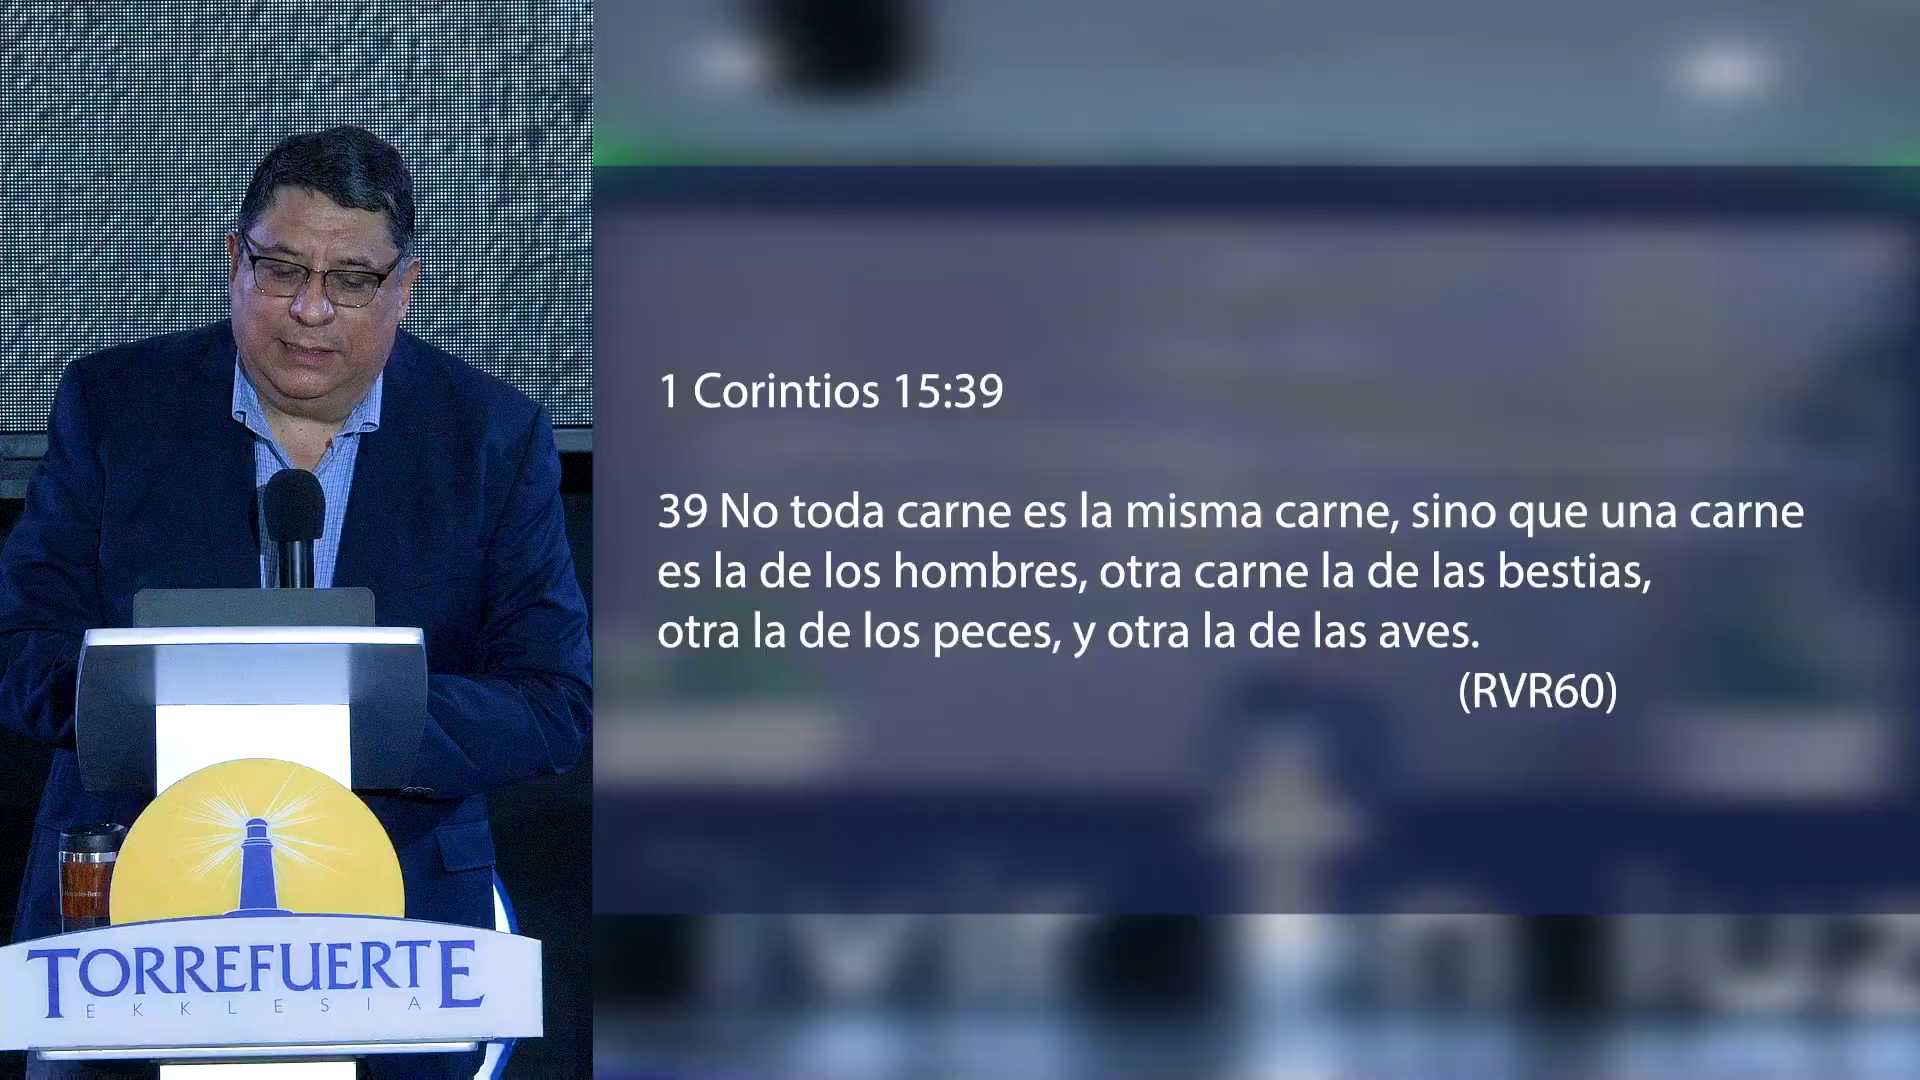 1 Corintios 15:39
39 No toda carne es la misma carne, sino que una carne
es la de los hombres, otra carne la de las bestias,
otra la de los peces, y otra la de las aves.
(RVR60)
TORREFUERTE
EKKLESIA